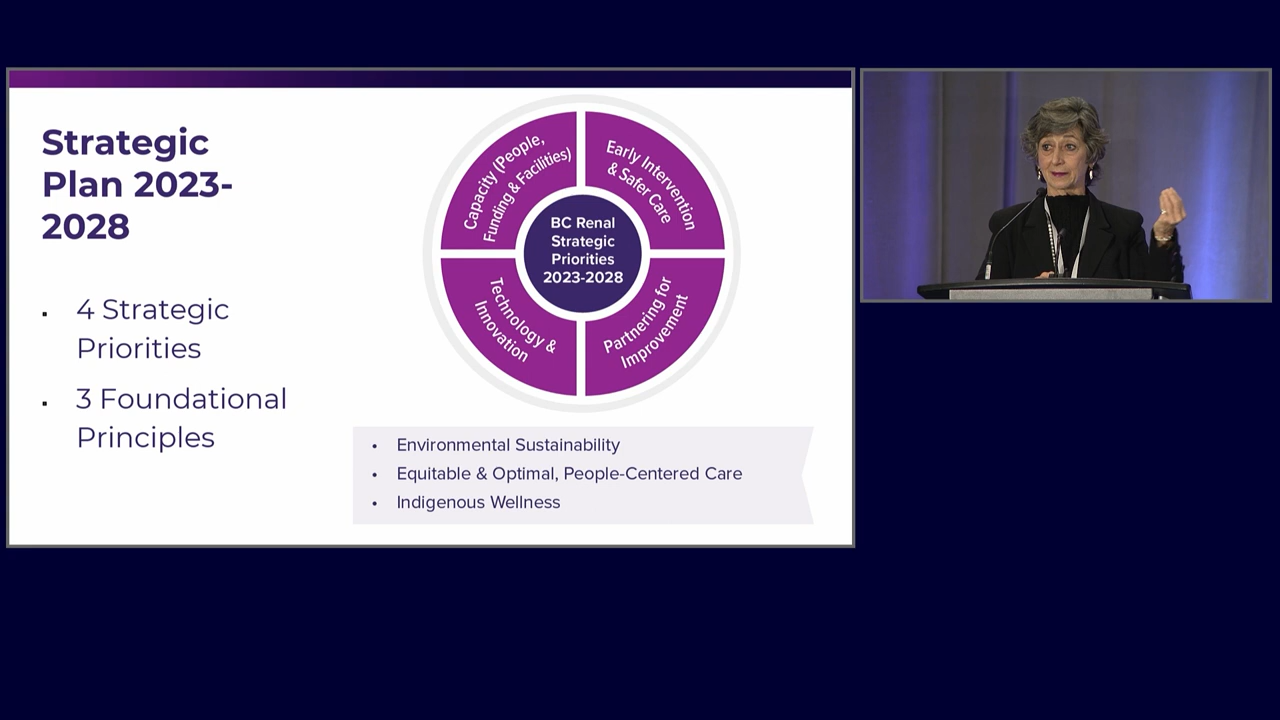 Strategic
Plan 2023-
2028
4 Strategic
Priorities
3 Foundational
Principles
Capacity (People,
Funding & Facilities)
Early Intervention
& Safer Care
BC Renal
Strategic
Priorities
2023-2028
Technology &
Innovation
Partnering for
Improvement
• Environmental Sustainability
• Equitable & Optimal, People-Centered Care
• Indigenous Wellness